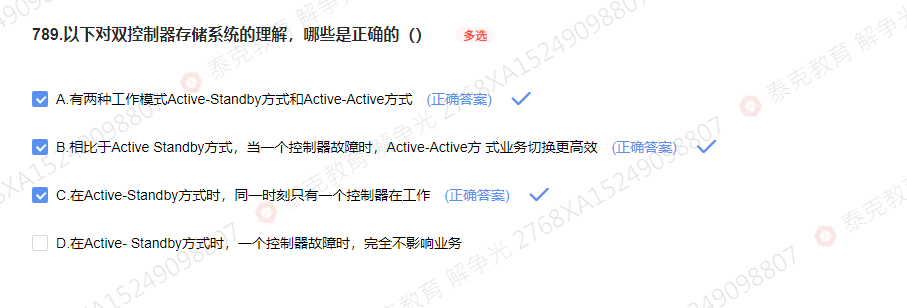 789.以下对双控制器存储系统的理解，哪些是正确的（） 多选
A.有两种工作模式Active-Standby方式和Active-Active方式 (正确答案)
B.相比于Active Standby方式，当一个控制器故障时，Active-Active方 式业务切换更高效 (正确答案)
C.在Active-Standby方式时，同一时刻只有一个控制器在工作 (正确答案)
D.在Active- Standby方式时，一个控制器故障时，完全不影响业务
泰克教育 解争光 2768XA15249098807